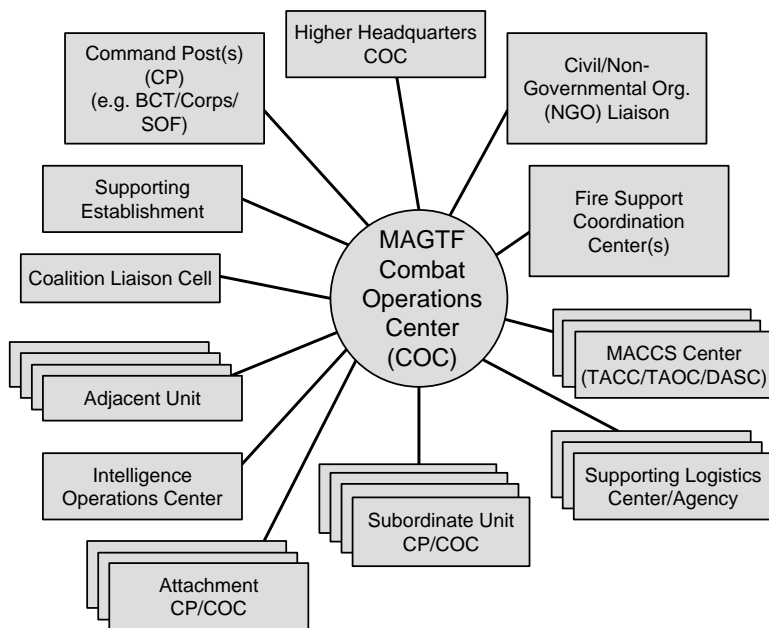 Higher Headquarters
COC
Command Post(s)
(CP)
(e.g. BCT/Corps/
SOF)
Civil/Non-
Governmental Org.
(NGO) Liaison
Supporting
Establishment
Fire Support
Coordination
Center(s)
MAGTF
Combat
Operations
Center
(COC)
Coalition Liaison Cell
MACCS Center
(TACC/TAOC/DASC)
Adjacent Unit
Intelligence
Operations Center
Supporting Logistics
Center/Agency
Subordinate Unit
CP/COC
Attachment
CP/COC